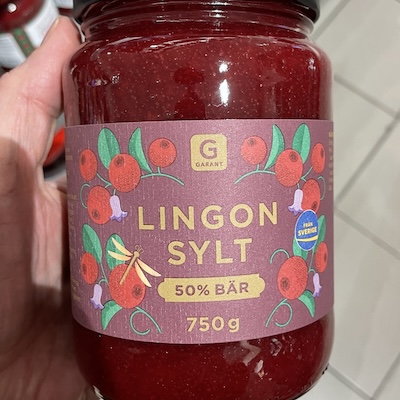 G
GARANT
LINGON
SYLT
FRÅN
SVERIGE
50% BÄR
750g